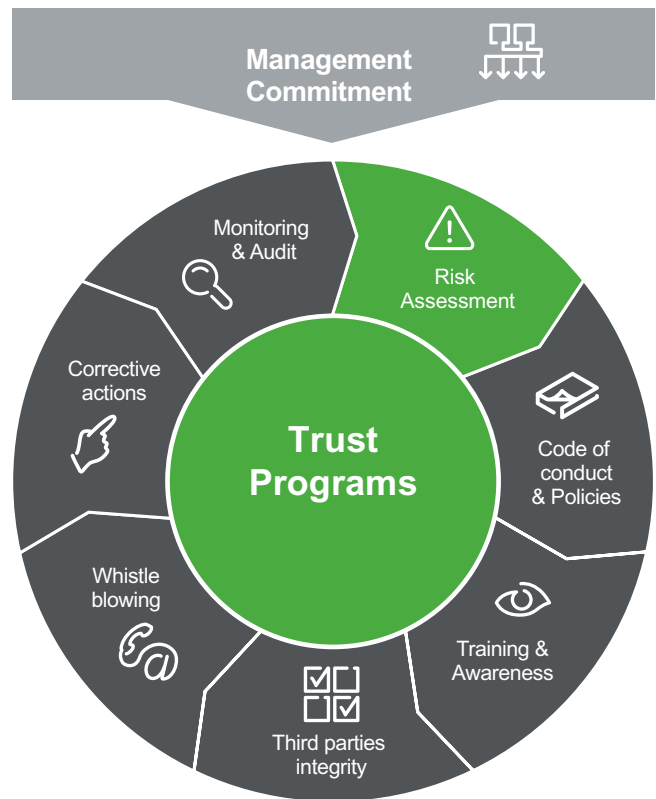 Management
Commitment
Risk
Assessment
Code of
conduct
& Policies
Training &
Awareness
Third parties
integrity
Whistle
blowing
Corrective
actions
Monitoring
& Audit
Trust
Programs